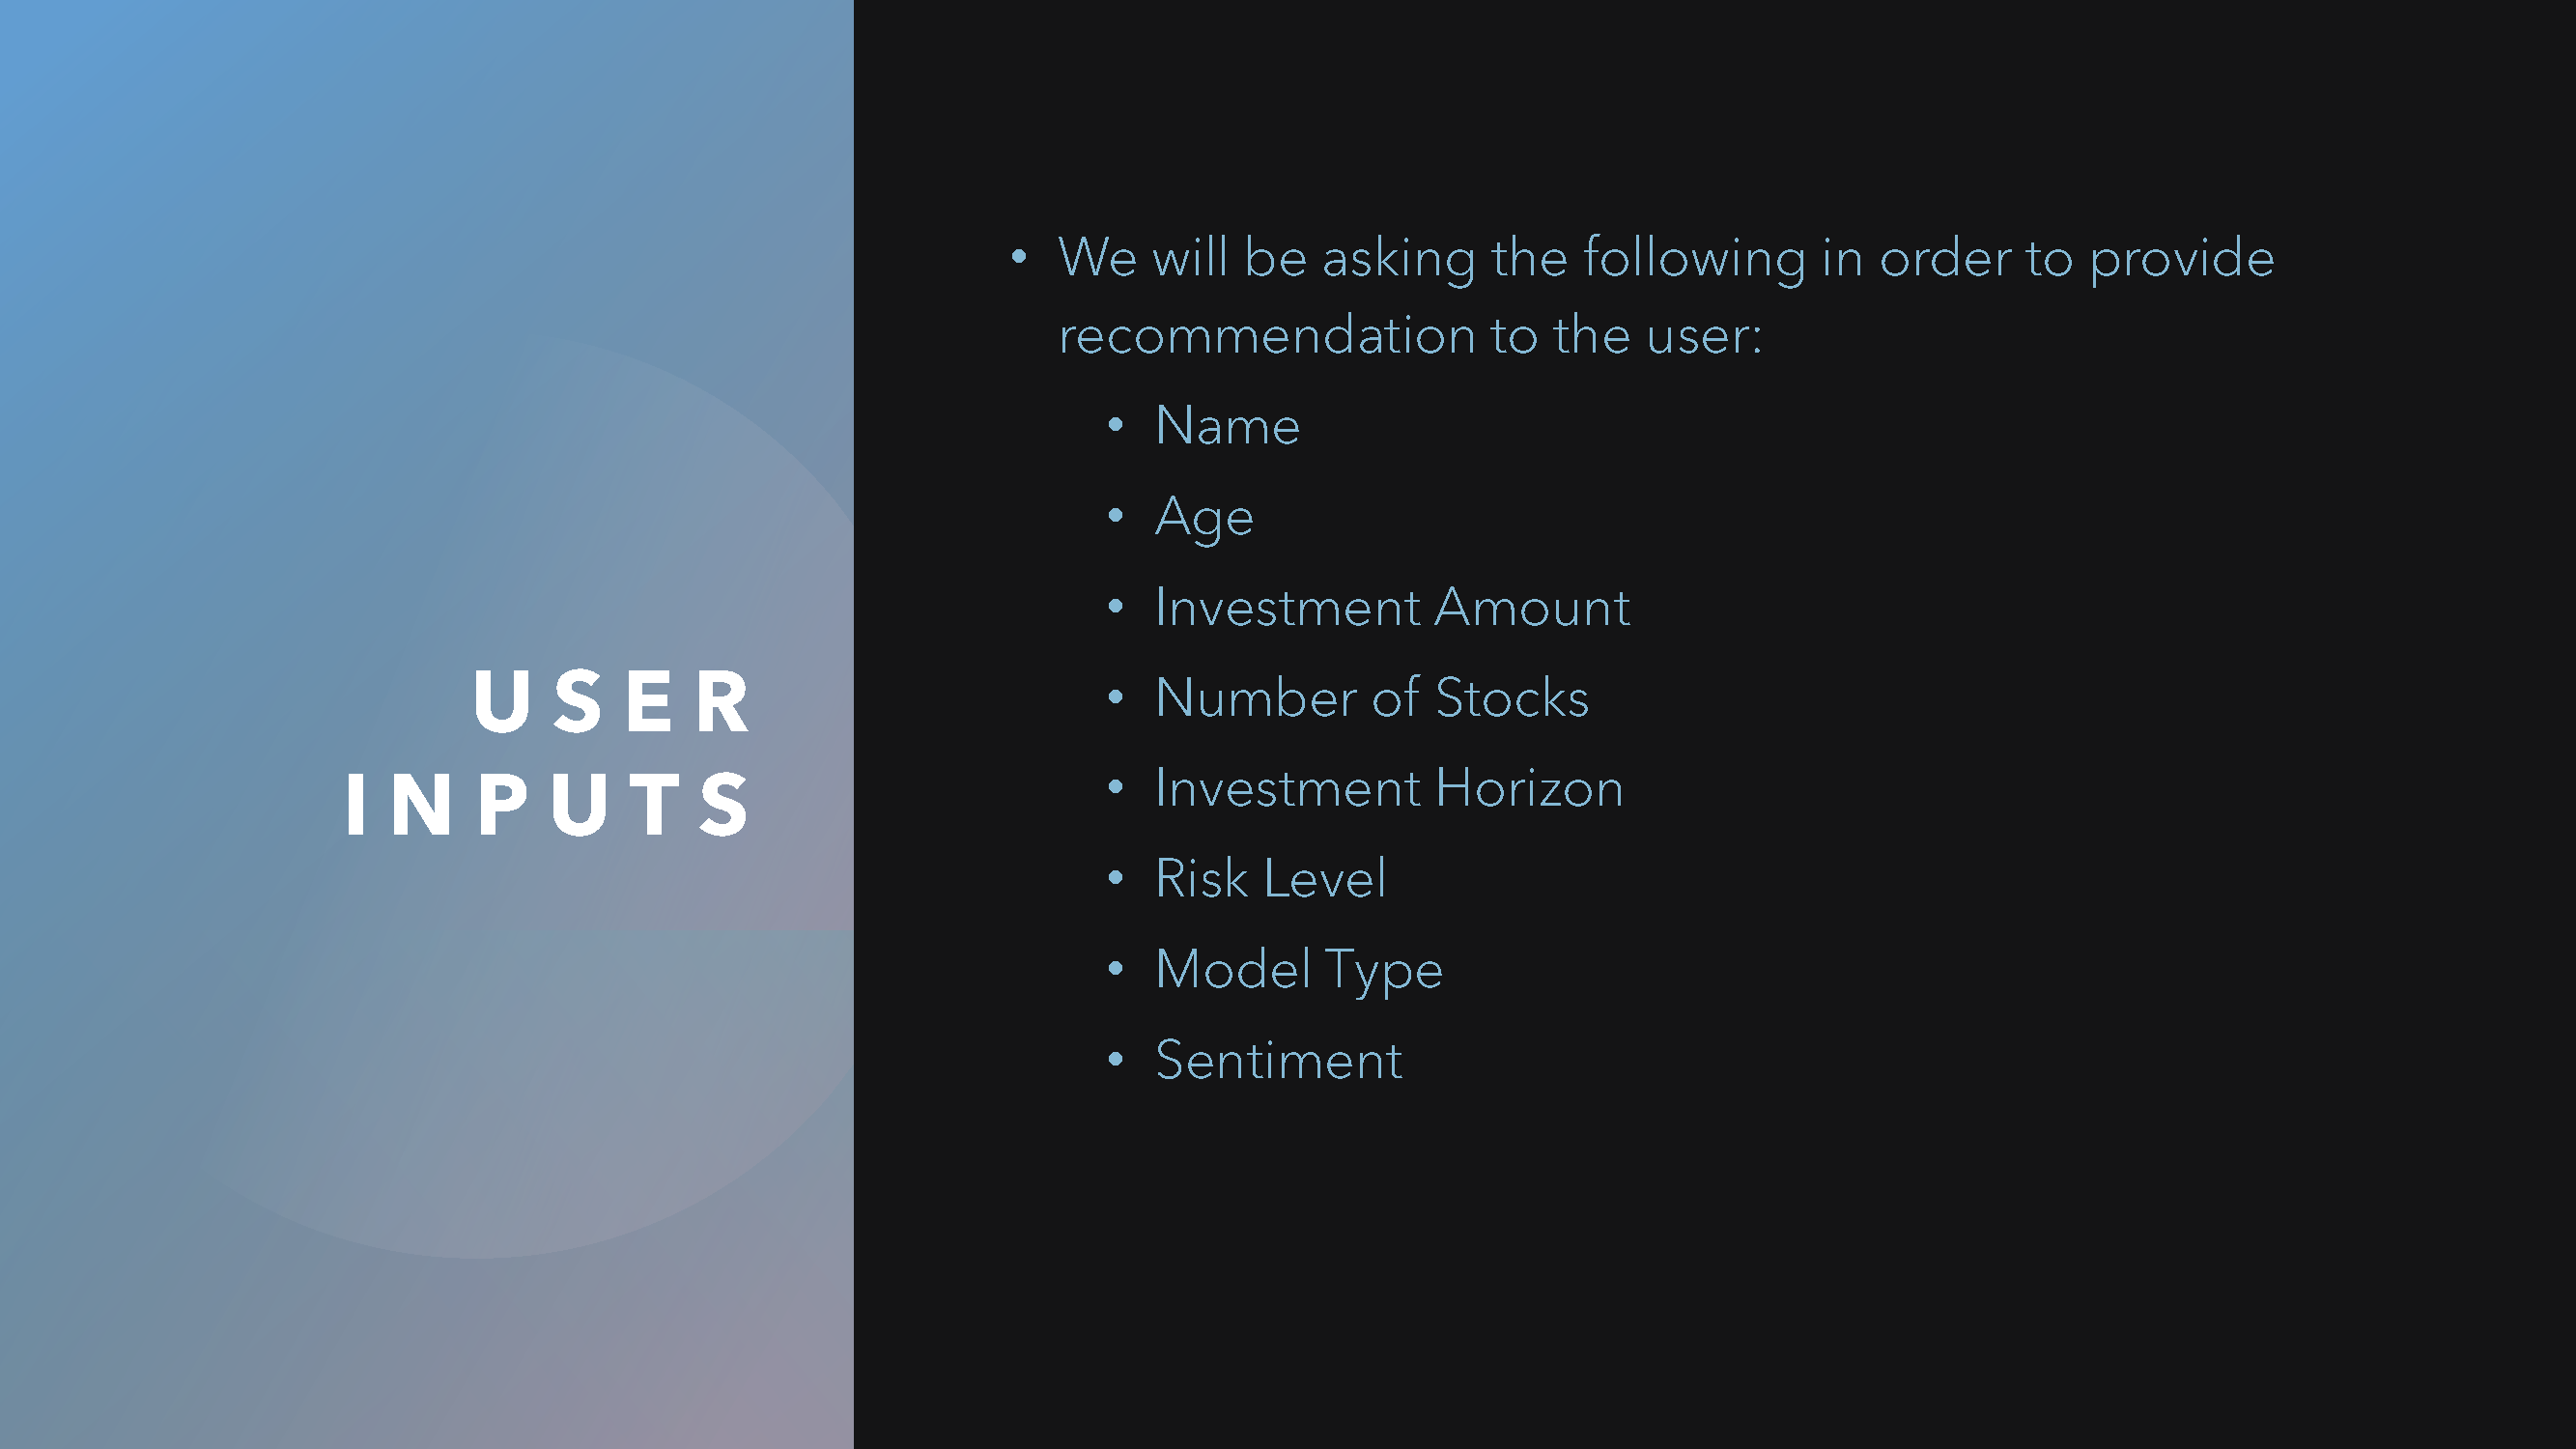 USER
INPUTS
• We will be asking the following in order to provide
recommendation to the user:
• Name
• Age
• Investment Amount
• Number of Stocks
• Investment Horizon
• Risk Level
• Model Type
• Sentiment